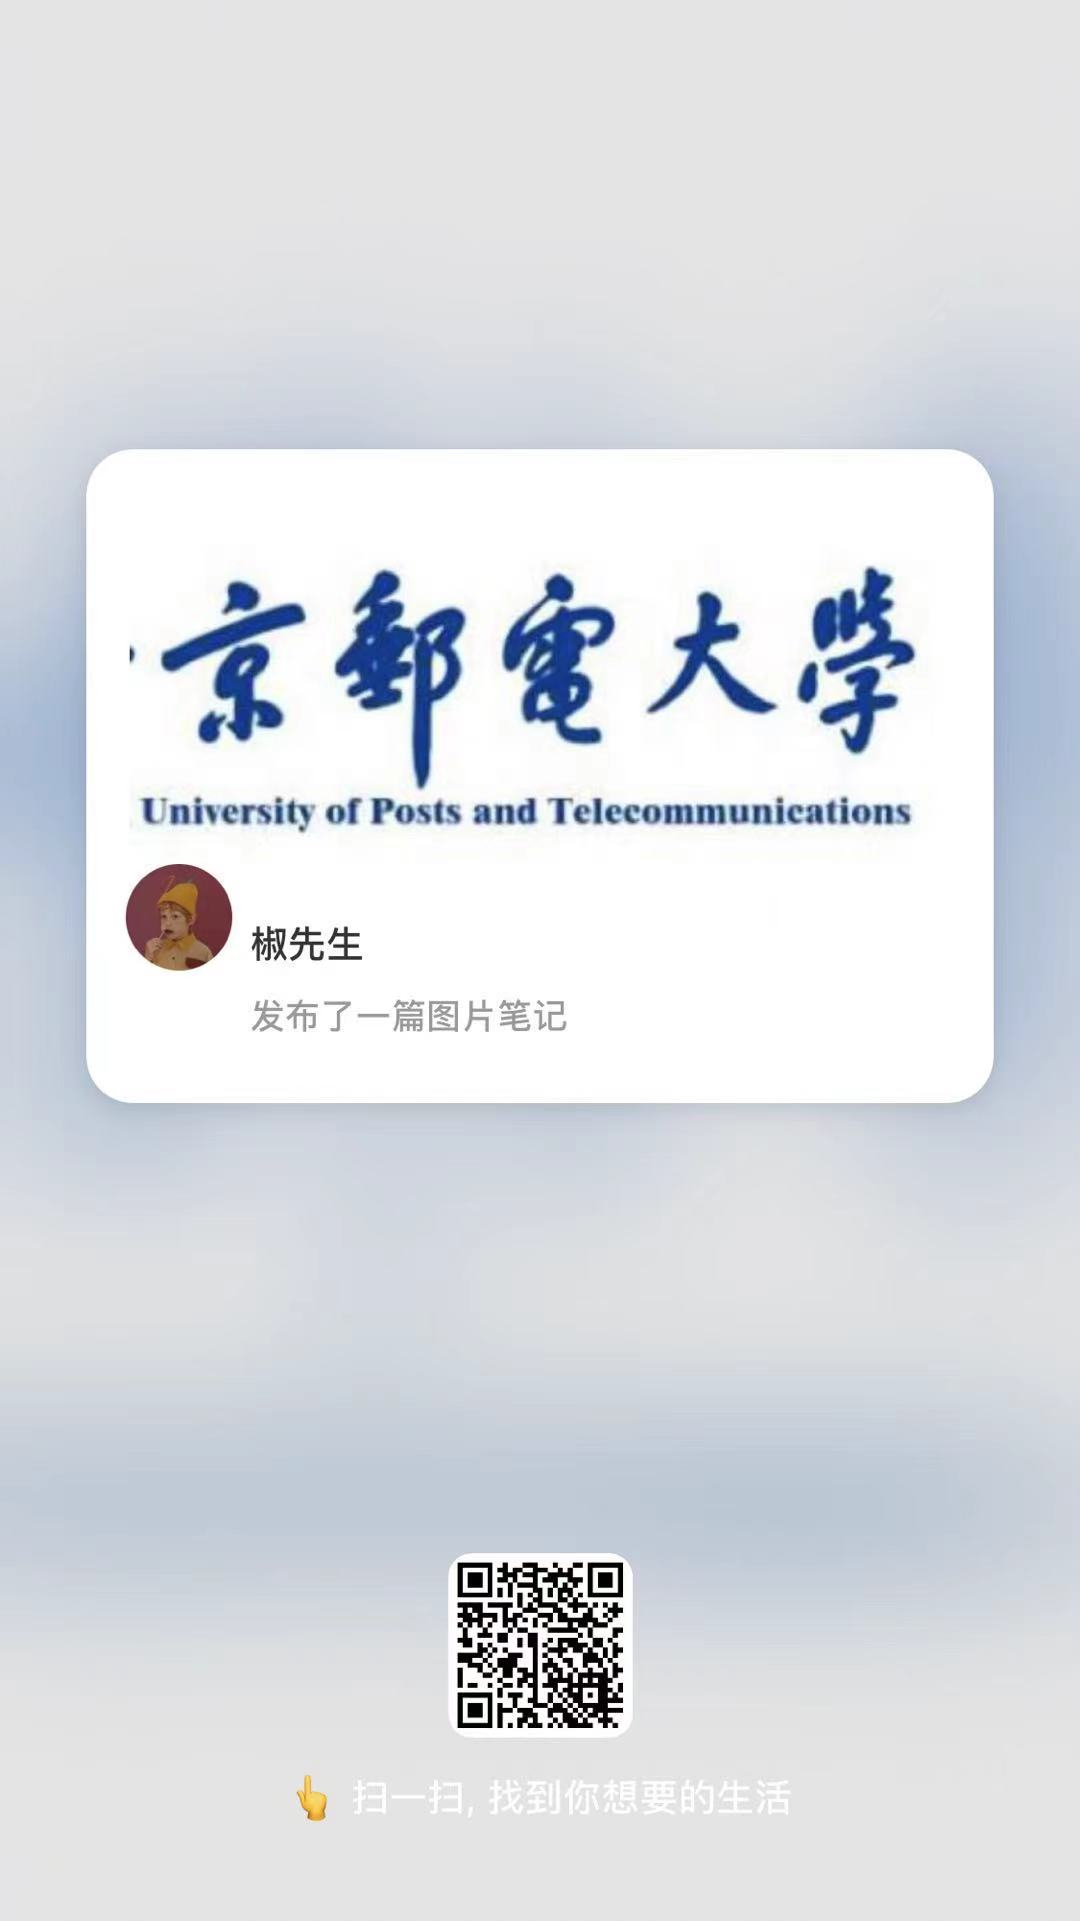 京郵電大學
University of Posts and Telecommunications
椒先生
发布了一篇图片笔记
扫一扫, 找到你想要的生活